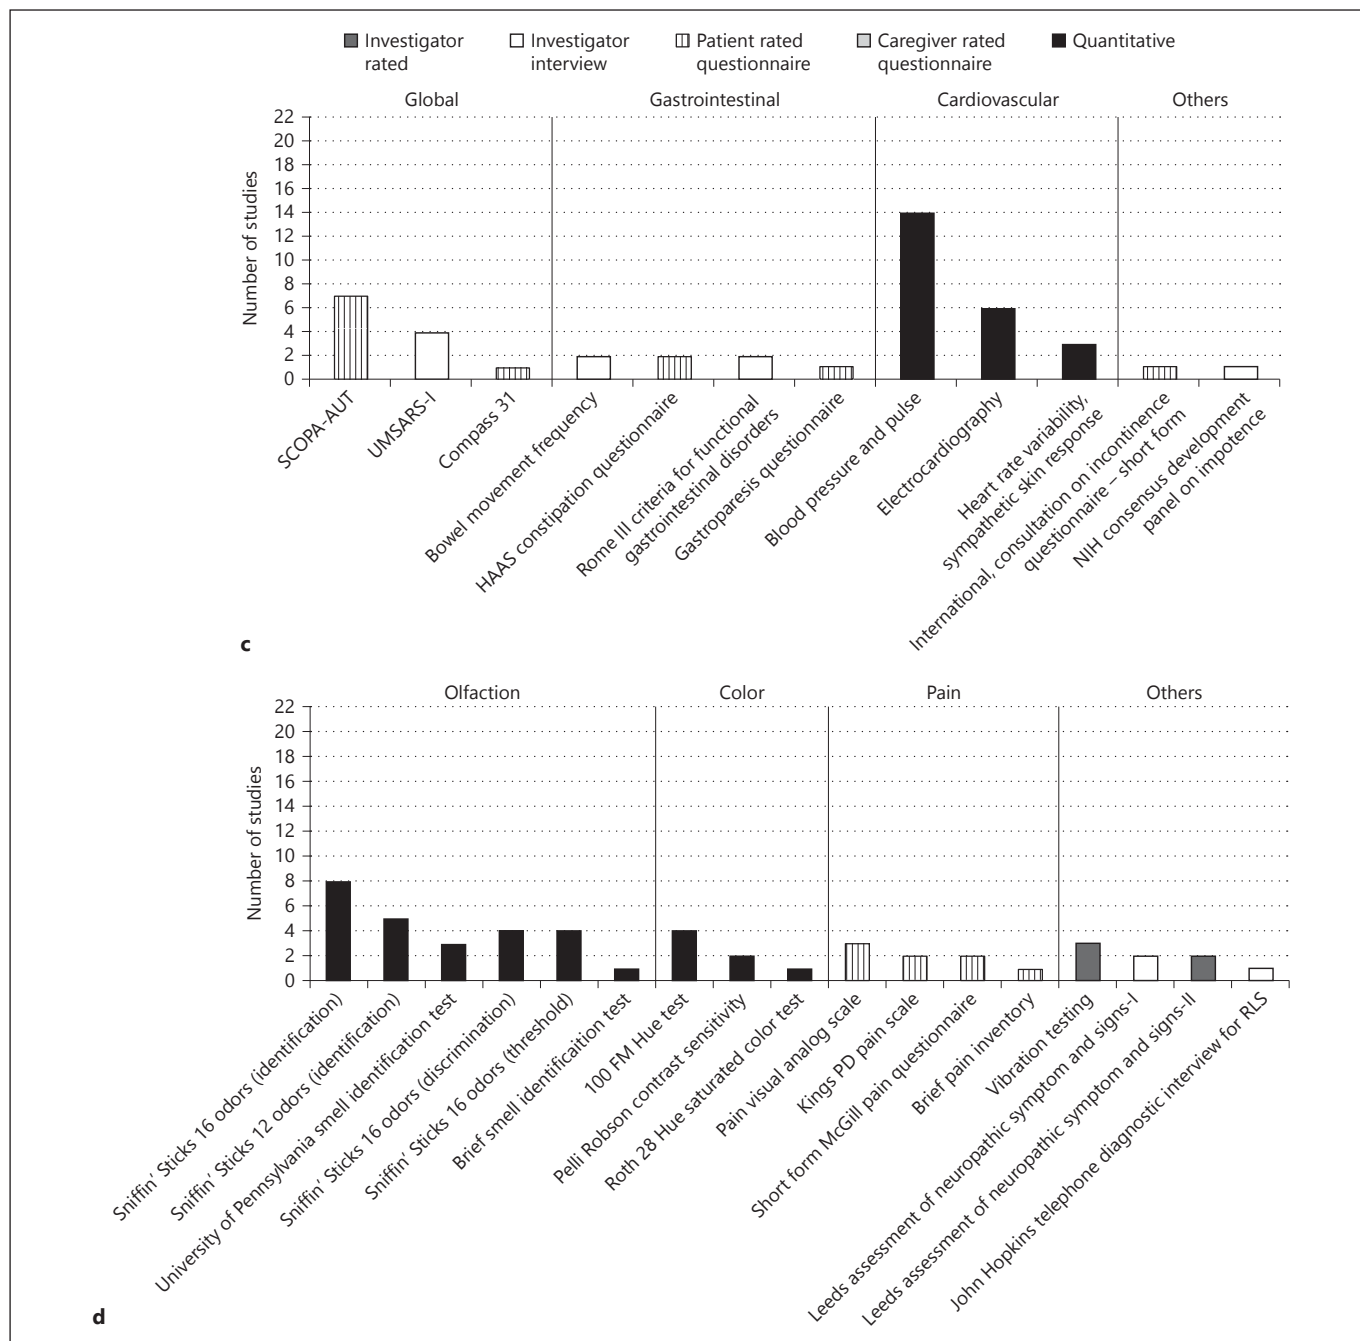 Investigator rated
Investigator interview
Patient rated questionnaire
Caregiver rated questionnaire
Quantitative
Global
Gastrointestinal
Cardiovascular
Others
Number of studies
22
20
18
16
14
12
10
8
6
4
2
0
SCOPA-AUT
UMSARS-I
Compass 31
Bowel movement frequency
HAAS constipation questionnaire
Rome III criteria for functional
gastrointestinal disorders
Gastroparesis questionnaire
Blood pressure and pulse
Electrocardiography
Heart rate variability,
sympathetic skin response
International, consultation on incontinence
questionnaire – short form
NIH consensus development
panel on impotence
c
Olfaction
Color
Pain
Others
Number of studies
22
20
18
16
14
12
10
8
6
4
2
0
Sniffin' Sticks 16 odors (identification)
Sniffin' Sticks 12 odors (identification)
University of Pennsylvania smell identification test
Sniffin' Sticks 16 odors (discrimination)
Sniffin' Sticks 16 odors (threshold)
Brief smell identificaition test
100 FM Hue test
Pelli Robson contrast sensitivity
Roth 28 Hue saturated color test
Pain visual analog scale
Kings PD pain scale
Short form McGill pain questionnaire
Brief pain inventory
Vibration testing
Leeds assessment of neuropathic symptom and signs-I
Leeds assessment of neuropathic symptom and signs-II
John Hopkins telephone diagnostic interview for RLS
d